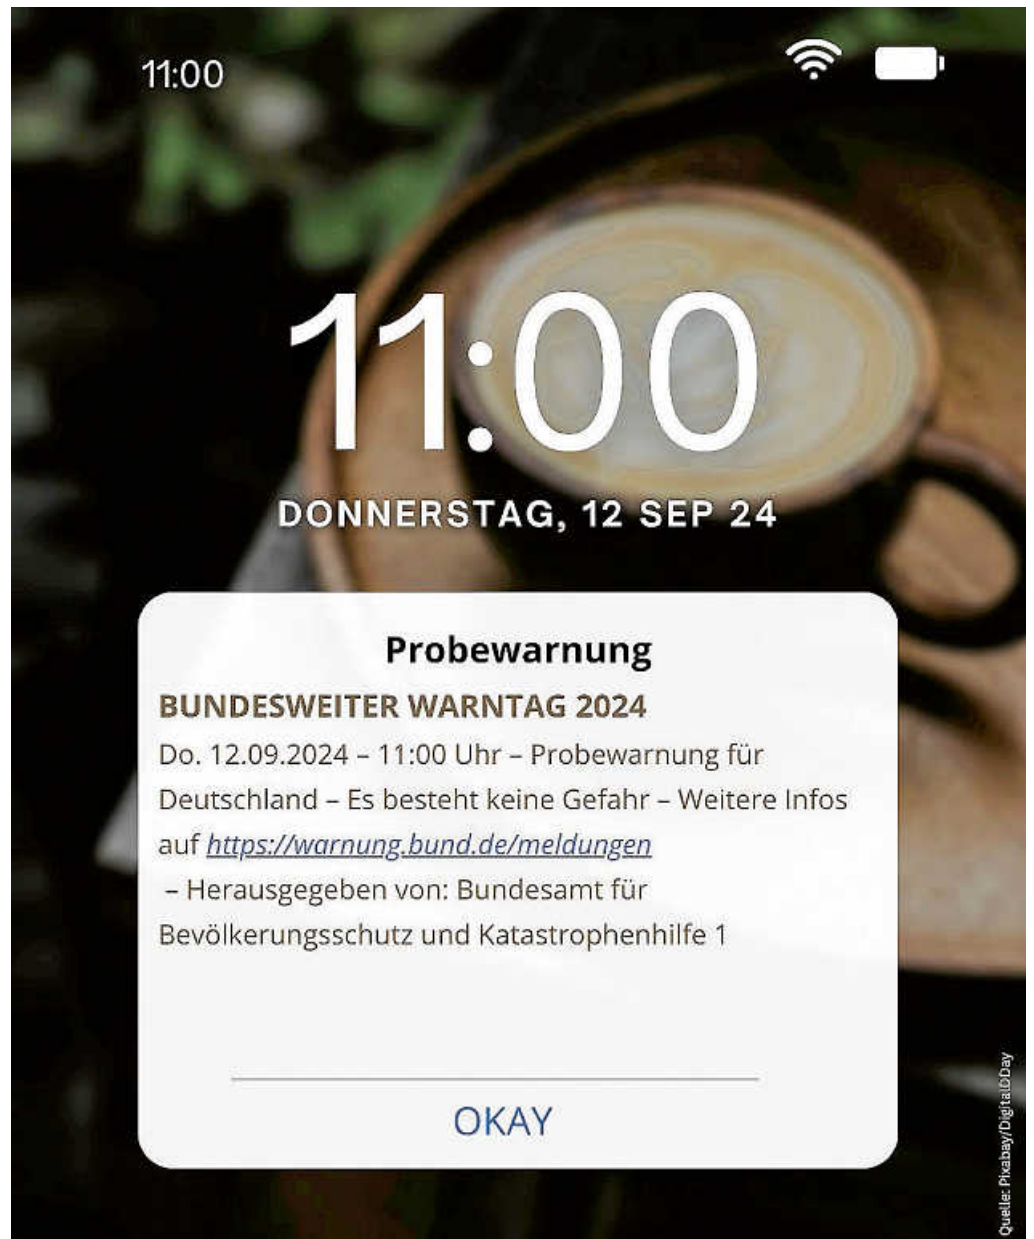 11:00
11:00
DONNERSTAG, 12 SEP 24
Probewarnung
BUNDESWEITER WARNTAG 2024
Do. 12.09.2024 – 11:00 Uhr – Probewarnung für
Deutschland – Es besteht keine Gefahr – Weitere Infos
auf https://warnung.bund.de/meldungen
– Herausgegeben von: Bundesamt für
Bevölkerungsschutz und Katastrophenhilfe 1
OKAY
Quelle: Pixabay/DigitalDDay